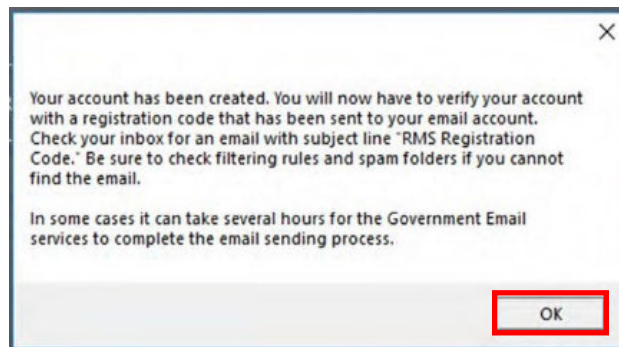 Your account has been created. You will now have to verify your account
with a registration code that has been sent to your email account.
Check your inbox for an email with subject line "RMS Registration
Code." Be sure to check filtering rules and spam folders if you cannot
find the email.
In some cases it can take several hours for the Government Email
services to complete the email sending process.
OK